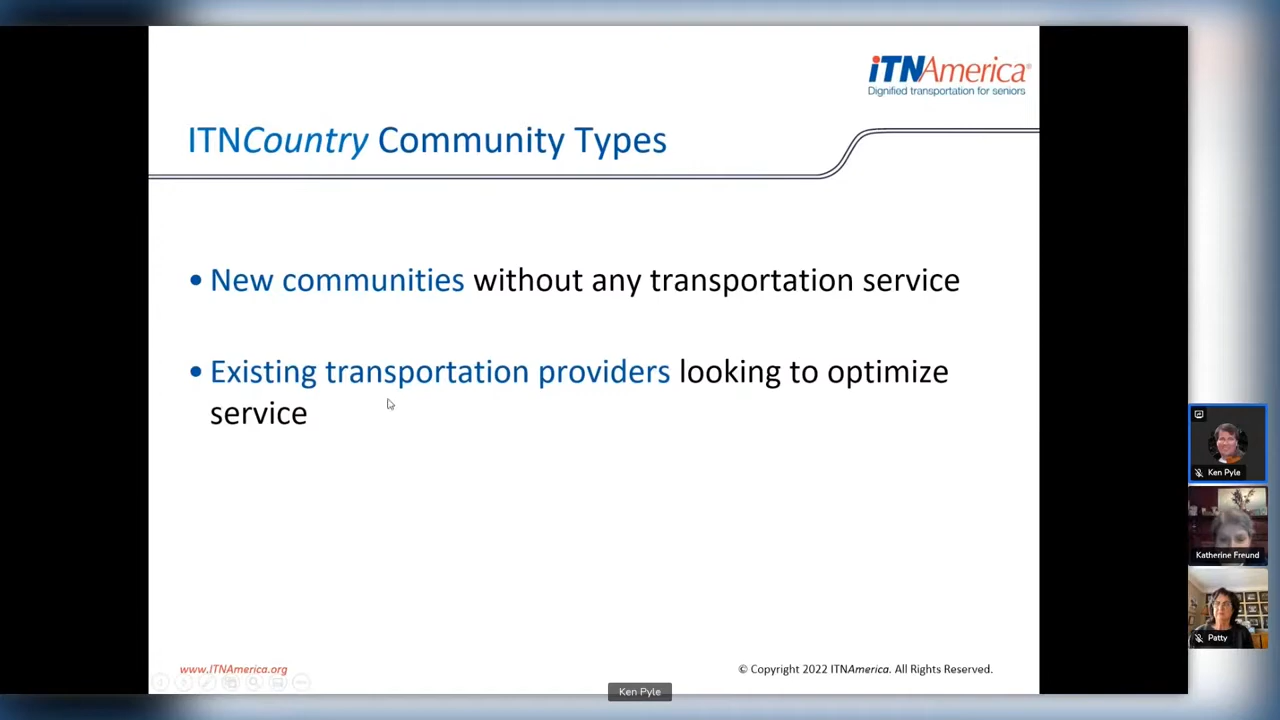 iTNAmerica®
Dignified transportation for seniors
ITNCountry Community Types
• New communities without any transportation service
• Existing transportation providers looking to optimize
service
Ken Pyle
Katherine Freund
Patty
www.ITNAmerica.org
© Copyright 2022 ITNAmerica. All Rights Reserved.
Ken Pyle